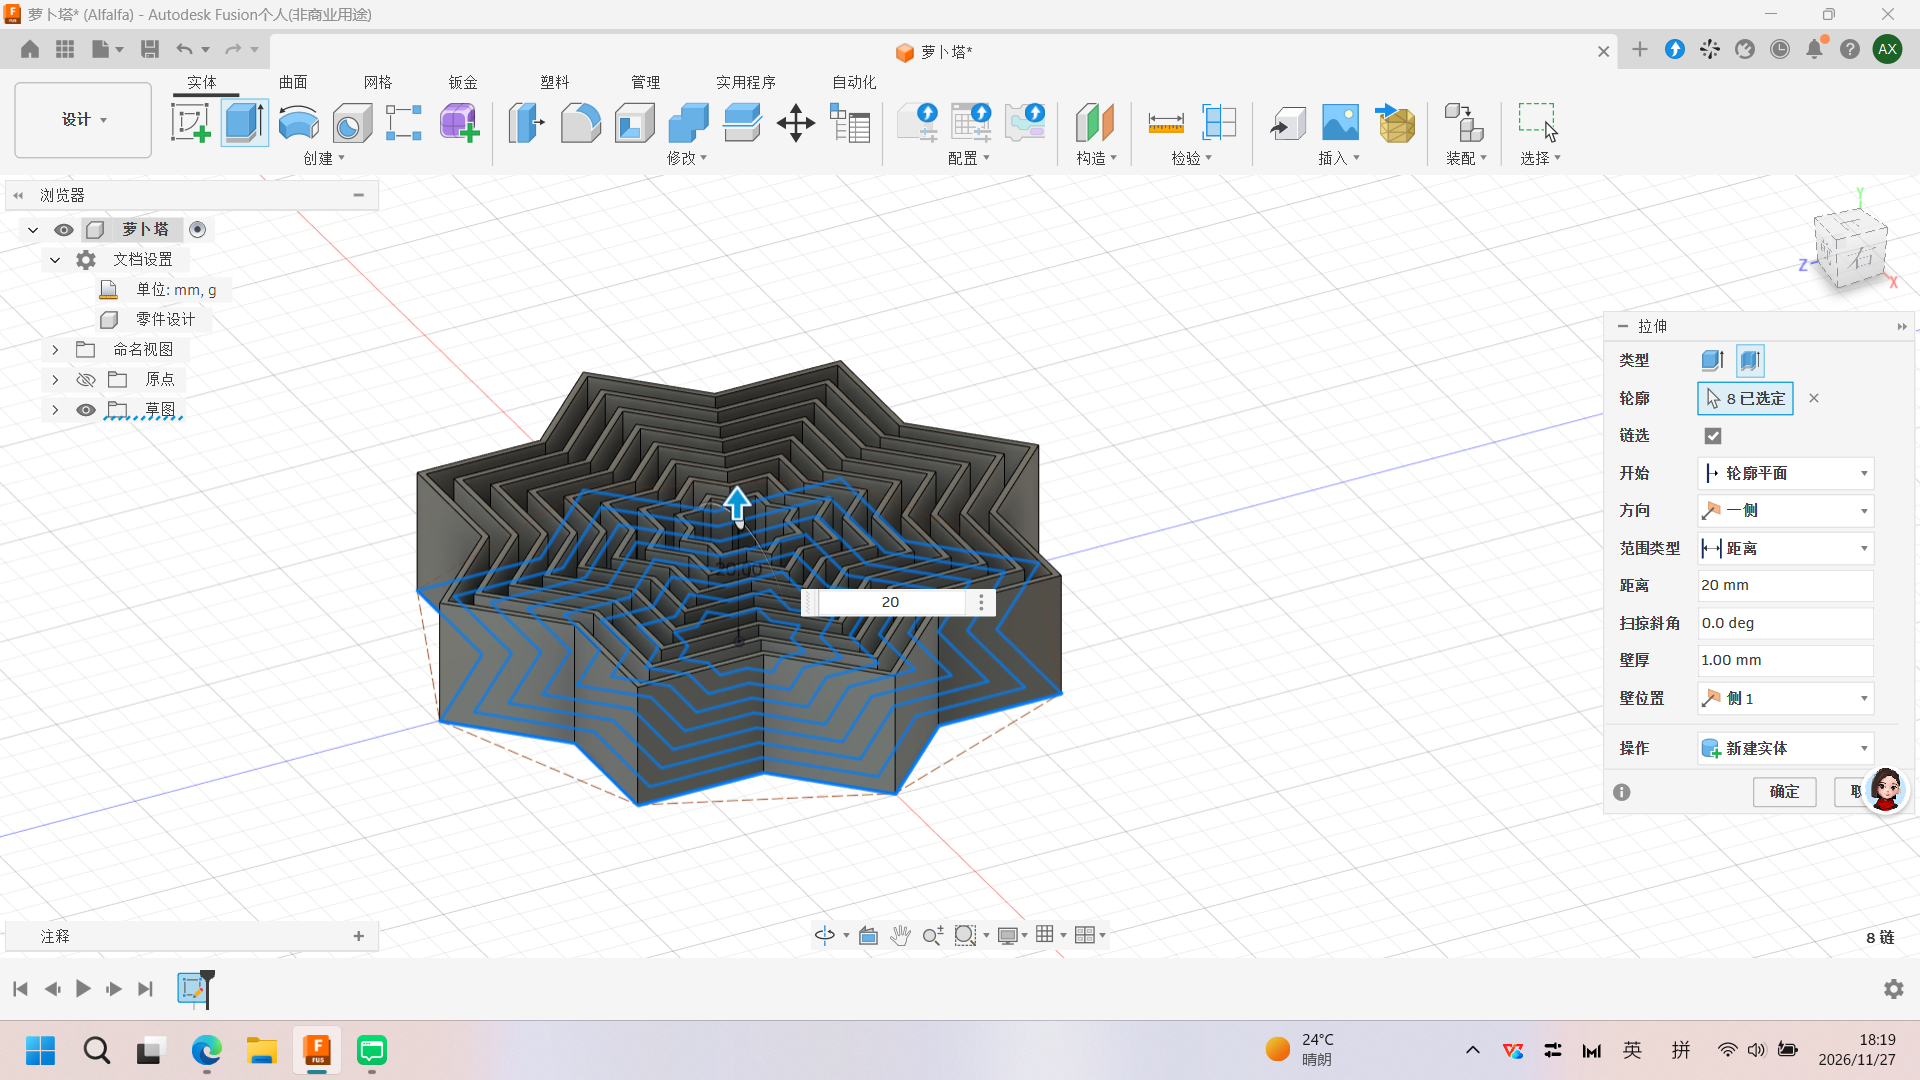 萝卜塔* (Alfalfa) - Autodesk Fusion个人(非商业用途)
萝卜塔*
AX
设计
实体
曲面
网格
钣金
塑料
管理
实用程序
自动化
创建
修改
配置
构造
检验
插入
装配
选择
浏览器
萝卜塔
文档设置
单位: mm, g
零件设计
命名视图
原点
草图
Y
Z
X
右
20.00
20
拉伸
类型
轮廓
8 已选定
链选
开始
轮廓平面
方向
一侧
范围类型
距离
距离
20 mm
扫掠斜角
0.0 deg
壁厚
1.00 mm
壁位置
侧 1
操作
新建实体
确定
注释
8 链
24°C
晴朗
英
拼
18:19
2026/11/27